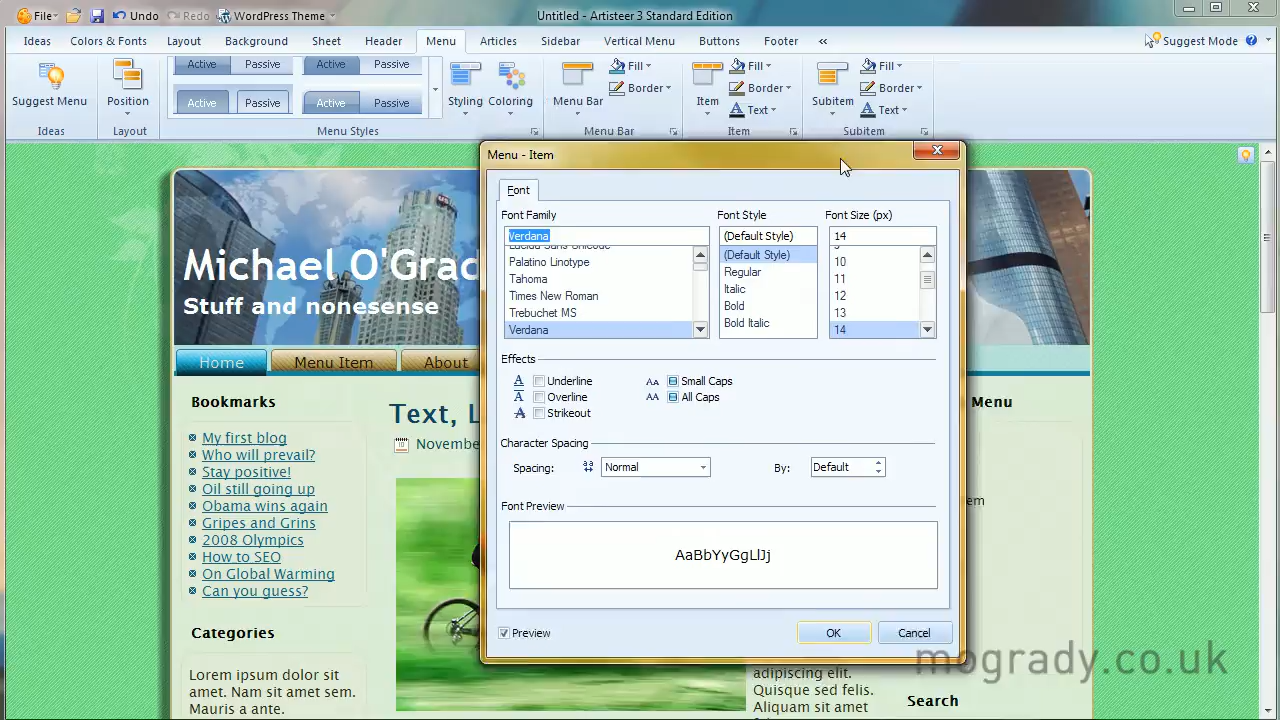 File Undo Redo WordPress Theme
Untitled - Artisteer 3 Standard Edition
Ideas Colors & Fonts Layout Background Sheet Header Menu Articles Sidebar Vertical Menu Buttons Footer « Suggest Mode
Active Passive Active Passive
Active Passive Active Passive
Suggest Menu Position Styling Coloring Menu Bar Fill Border Item Fill Border Text Subitem Fill Border Text
Ideas Layout Menu Styles Menu Bar Item Subitem
Menu - Item
Font
Font Family Font Style Font Size (px)
Verdana (Default Style) 14
Lucida Sans Unicode
Palatino Linotype
Tahoma
Times New Roman
Trebuchet MS
Verdana
(Default Style)
Regular
Italic
Bold
Bold Italic
10
11
12
13
14
Effects
A Underline AA Small Caps
A Overline AA All Caps
A Strikeout
Character Spacing
Spacing: Normal By: Default
Font Preview
AaBbYyGgLlJj
Preview OK Cancel
Michael O'Grad
Stuff and nonesense
Home Menu Item About
Bookmarks
My first blog
Who will prevail?
Stay positive!
Oil still going up
Obama wins again
Gripes and Grins
2008 Olympics
How to SEO
On Global Warming
Can you guess?
Categories
Lorem ipsum dolor sit
amet. Nam sit amet sem.
Mauris a ante.
Text, L
Novembe
adipiscing elit.
Quisque sed felis.
Aliquam sit amet
Menu
em
Search
mogrady.co.uk